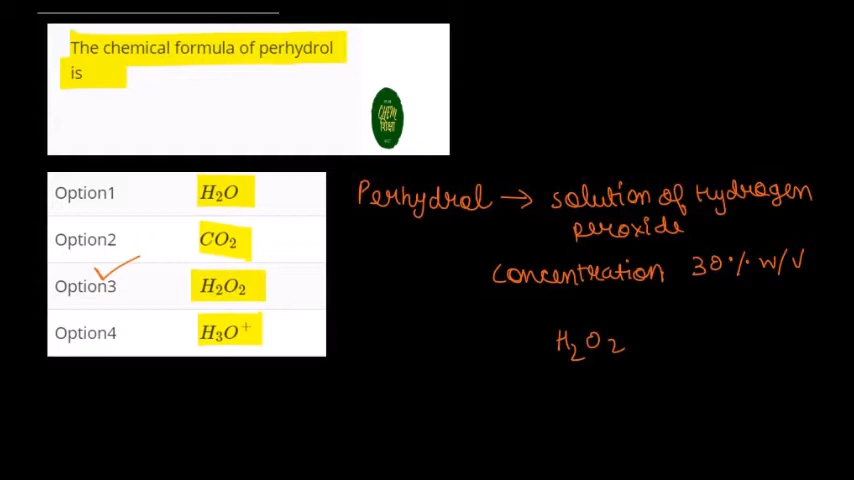 The chemical formula of perhydrol
is
CHEM
शिक्षा
Option1 H₂O
Option2 CO₂
Option3 H₂O₂
Option4 H₃O⁺
Perhydrol → solution of Hydrogen
peroxide
concentration 30% w/v
H₂O₂